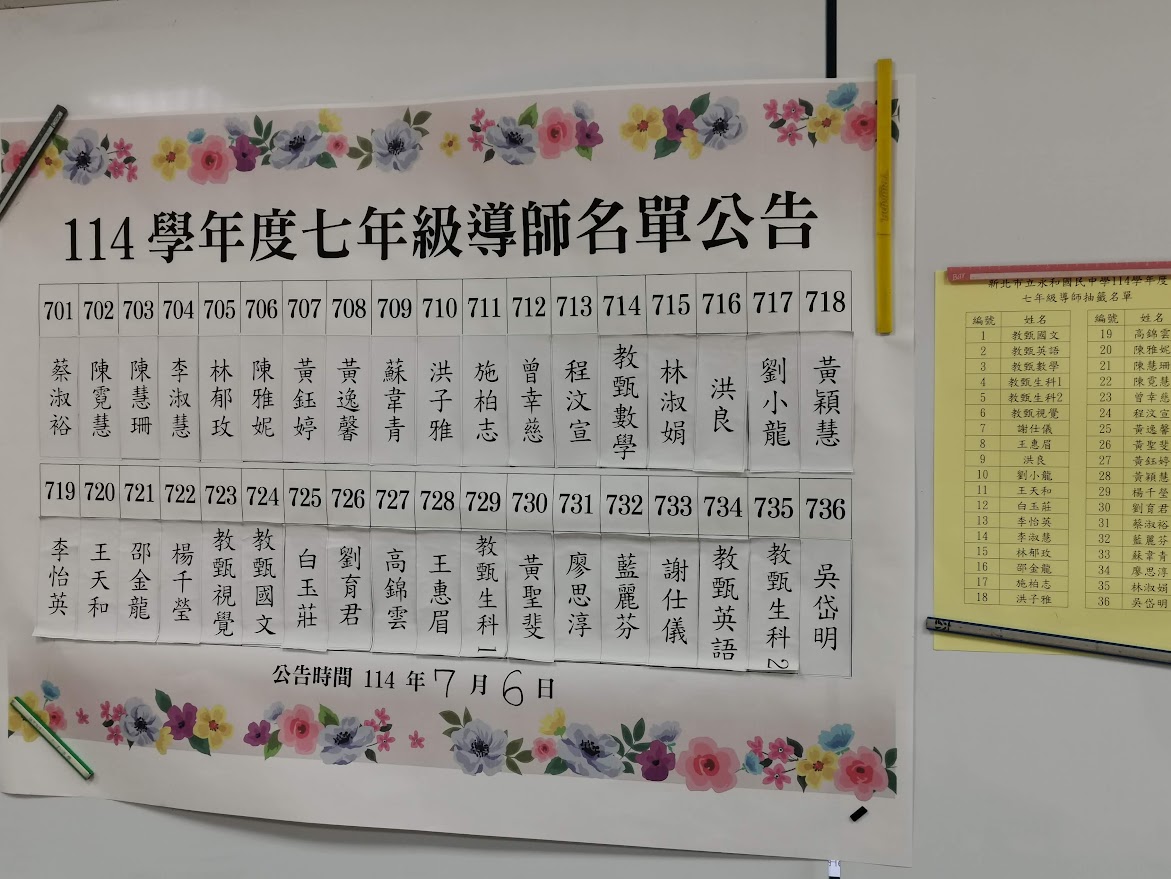 114 學年度七年級導師名單公告
701 702 703 704 705 706 707 708 709 710 711 712 713 714 715 716 717 718
蔡淑裕 陳霓慧 陳慧珊 李淑慧 林郁玫 陳雅妮 黃鈺婷 黃逸馨 蘇韋青 洪子雅 施柏志 曾幸慈 程汶宣 教甄數學 林淑娟 洪良 劉小龍 黃穎慧
719 720 721 722 723 724 725 726 727 728 729 730 731 732 733 734 735 736
李怡英 王天和 邵金龍 楊千瑩 教甄視覺 教甄國文 白玉莊 劉育君 高錦雲 王惠眉 教甄生科1 黃聖斐 廖思淳 藍麗芬 謝仕儀 教甄英語 教甄生科2 吳岱明
公告時間 114 年 7 月 6 日
新北市立永和國民中學114學年度
七年級導師抽籤名單
編號 姓名 編號 姓名
1 教甄國文 19 高錦雲
2 教甄英語 20 陳雅妮
3 教甄數學 21 陳慧珊
4 教甄生科1 22 陳霓慧
5 教甄生科2 23 曾幸慈
6 教甄視覺 24 程汶宣
7 謝仕儀 25 黃逸馨
8 王惠眉 26 黃聖斐
9 洪良 27 黃鈺婷
10 劉小龍 28 黃穎慧
11 王天和 29 楊千瑩
12 白玉莊 30 劉育君
13 李怡英 31 蔡淑裕
14 李淑慧 32 藍麗芬
15 林郁玫 33 蘇韋青
16 邵金龍 34 廖思淳
17 施柏志 35 林淑娟
18 洪子雅 36 吳岱明